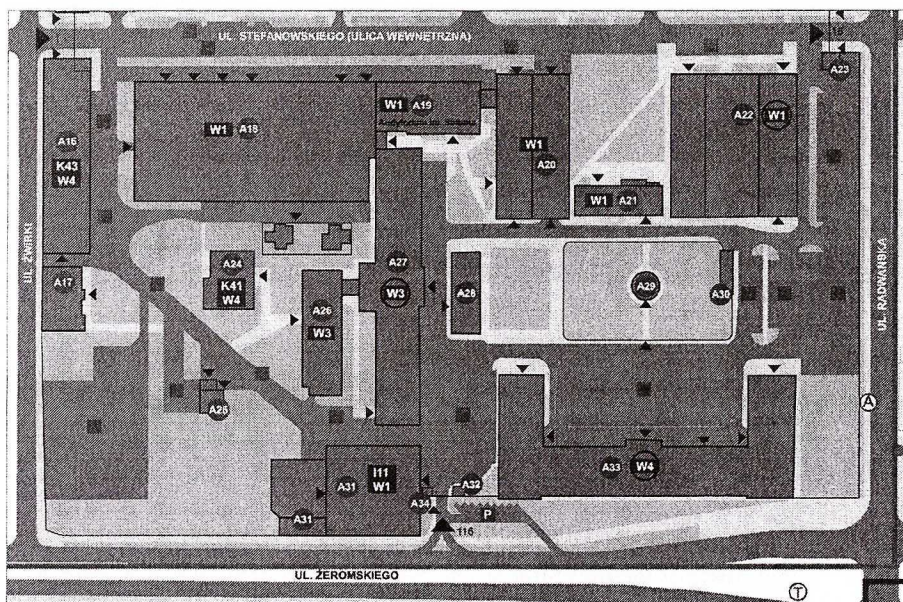 UL. STEFANOWSKIEGO (ULICA WEWNĘTRZNA)
15
A23
A16
K43
W4
W1 A18
W1 A19
W1
A20
A22 W1
W1 A21
UL. ŻWIRKI
A17
A24
K41
W4
A27
W3
A26
W3
A28
A29
A30
UL. RADWAŃSKA
A25
A
A33 W4
I11
W1
A31
A31
A34
A32
P
116
UL. ŻEROMSKIEGO
T